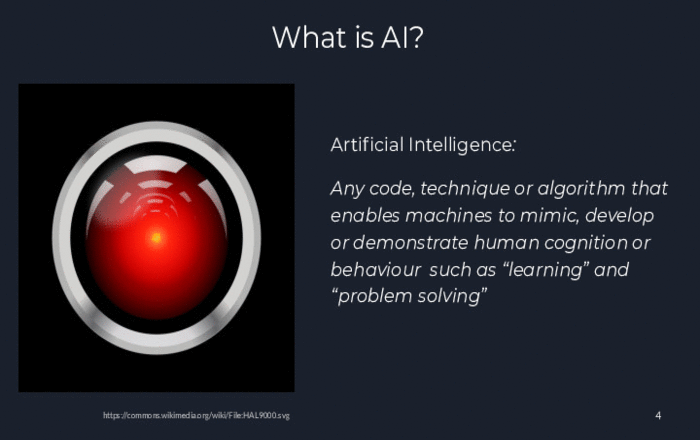 What is AI?
Artificial Intelligence:
Any code, technique or algorithm that
enables machines to mimic, develop
or demonstrate human cognition or
behaviour such as “learning” and
“problem solving”
https://commons.wikimedia.org/wiki/File:HAL9000.svg
4